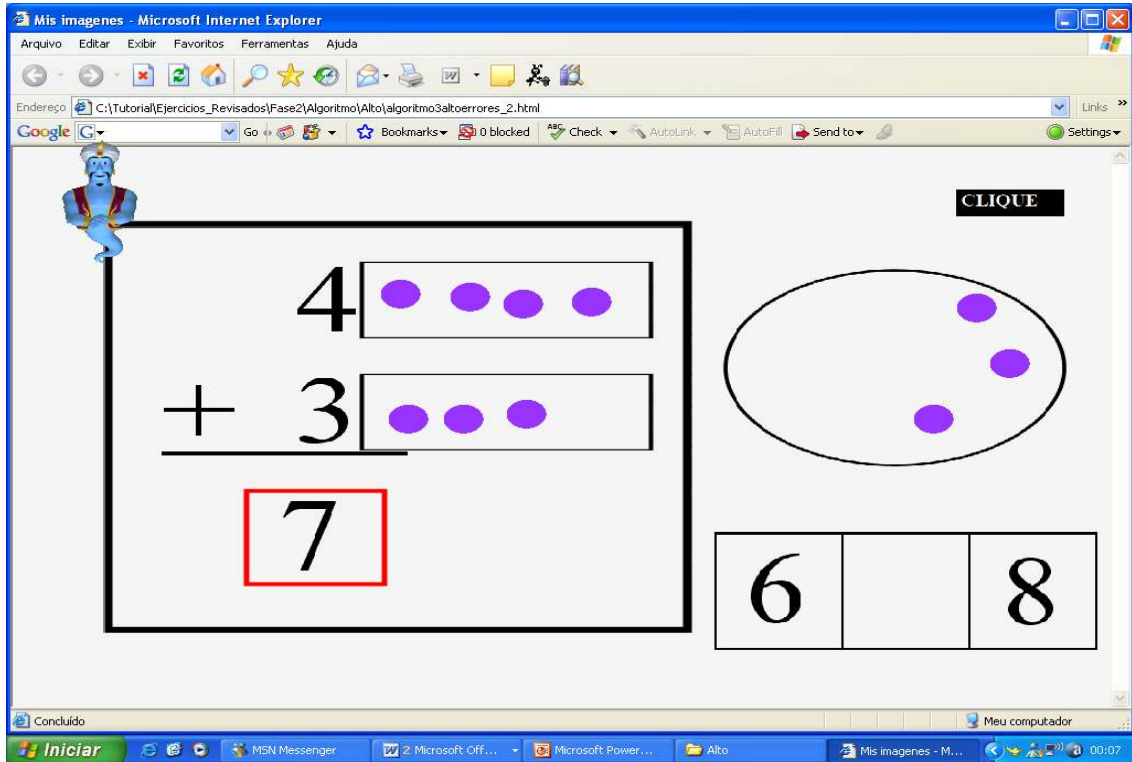 Mis imagenes - Microsoft Internet Explorer
Arquivo Editar Exibir Favoritos Ferramentas Ajuda
Endereço C:\Tutorial\Ejercicios_Revisados\Fase2\Algoritmo\Alto\algoritmo3altoerrores_2.html Links »
Google G Go Bookmarks 0 blocked ABC Check AutoLink AutoFill Send to Settings
CLIQUE
4
+ 3
7
6 8
Concluído Meu computador
Iniciar MSN Messenger 2 Microsoft Off... Microsoft Power... Alto Mis imagenes - M... 00:07